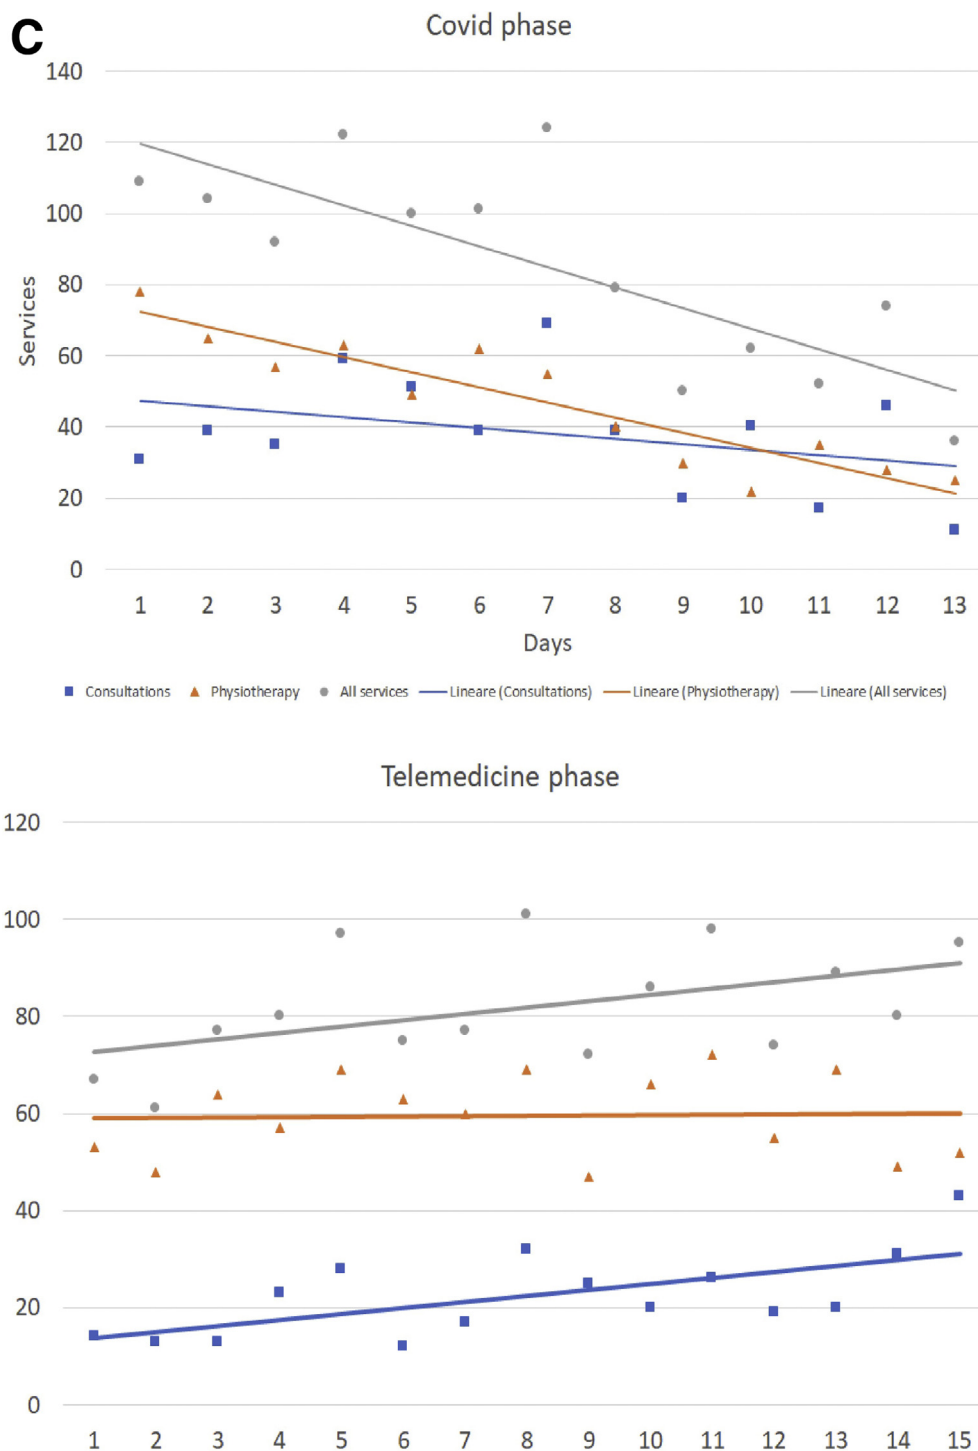 C
Covid phase
140
120
100
80
60
40
20
0
Services
1 2 3 4 5 6 7 8 9 10 11 12 13
Days
Consultations Physiotherapy All services Lineare (Consultations) Lineare (Physiotherapy) Lineare (All services)
Telemedicine phase
120
100
80
60
40
20
0
1 2 3 4 5 6 7 8 9 10 11 12 13 14 15